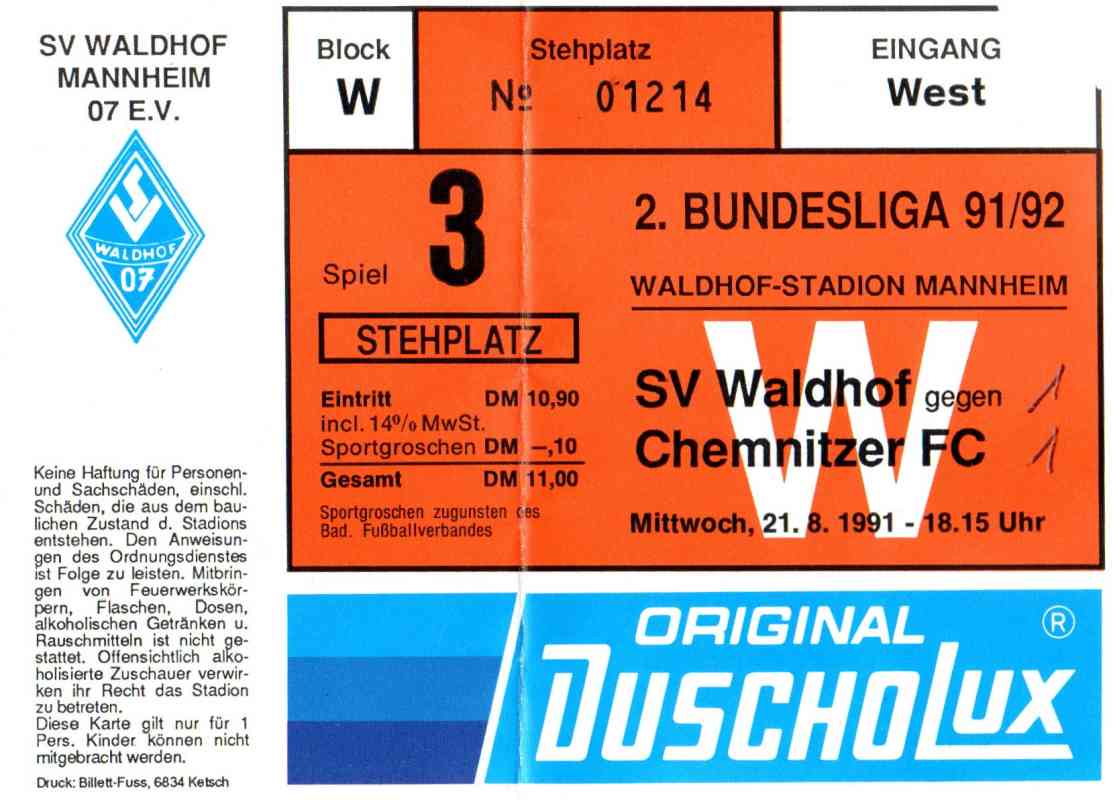 SV WALDHOF
MANNHEIM
07 E.V.
SV
WALDHOF
07
Keine Haftung für Personen-
und Sachschäden, einschl.
Schäden, die aus dem bau-
lichen Zustand d. Stadions
entstehen. Den Anweisun-
gen des Ordnungsdienstes
ist Folge zu leisten. Mitbrin-
gen von Feuerwerkskör-
pern, Flaschen, Dosen,
alkoholischen Getränken u.
Rauschmitteln ist nicht ge-
stattet. Offensichtlich alko-
holisierte Zuschauer verwir-
ken ihr Recht das Stadion
zu betreten.
Diese Karte gilt nur für 1
Pers. Kinder können nicht
mitgebracht werden.
Druck: Billett-Fuss, 6834 Ketsch
Block
W
Stehplatz
Nº 01214
EINGANG
West
Spiel 3
STEHPLATZ
Eintritt DM 10,90
incl. 14% MwSt.
Sportgroschen DM –,10
Gesamt DM 11,00
Sportgroschen zugunsten des
Bad. Fußballverbandes
2. BUNDESLIGA 91/92
WALDHOF-STADION MANNHEIM
W
SV Waldhof gegen 1
Chemnitzer FC 1
Mittwoch, 21. 8. 1991 - 18.15 Uhr
ORIGINAL ®
DUSCHOLUX